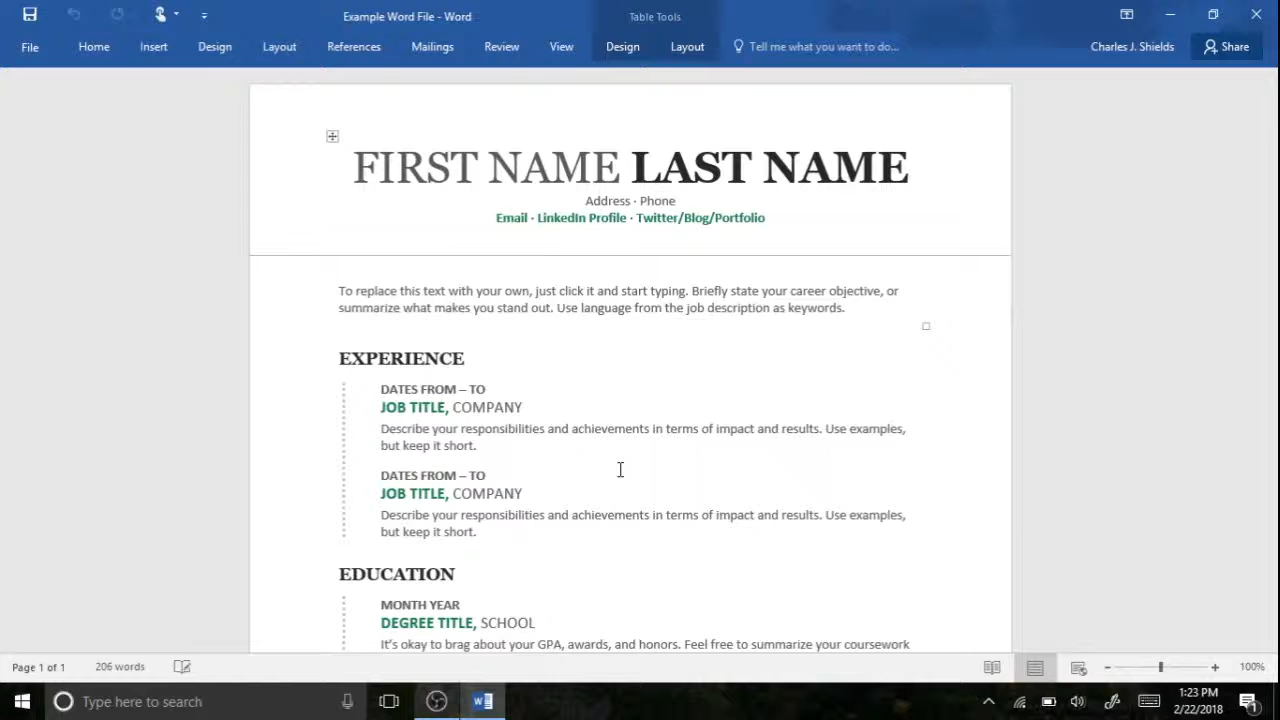 Example Word File - Word
Table Tools
File
Home
Insert
Design
Layout
References
Mailings
Review
View
Design
Layout
Tell me what you want to do...
Charles J. Shields
Share
FIRST NAME LAST NAME
Address · Phone
Email · LinkedIn Profile · Twitter/Blog/Portfolio
To replace this text with your own, just click it and start typing. Briefly state your career objective, or
summarize what makes you stand out. Use language from the job description as keywords.
EXPERIENCE
DATES FROM – TO
JOB TITLE, COMPANY
Describe your responsibilities and achievements in terms of impact and results. Use examples,
but keep it short.
DATES FROM – TO
JOB TITLE, COMPANY
Describe your responsibilities and achievements in terms of impact and results. Use examples,
but keep it short.
EDUCATION
MONTH YEAR
DEGREE TITLE, SCHOOL
It's okay to brag about your GPA, awards, and honors. Feel free to summarize your coursework
Page 1 of 1
206 words
100%
Type here to search
1:23 PM
2/22/2018
1